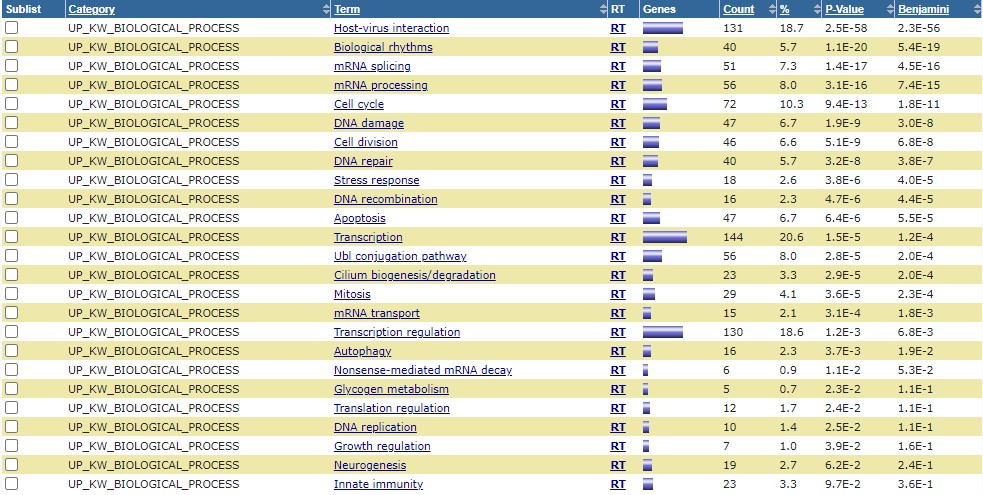 Sublist Category Term RT Genes Count % P-Value Benjamini
UP_KW_BIOLOGICAL_PROCESS Host-virus interaction RT 131 18.7 2.5E-58 2.3E-56
UP_KW_BIOLOGICAL_PROCESS Biological rhythms RT 40 5.7 1.1E-20 5.4E-19
UP_KW_BIOLOGICAL_PROCESS mRNA splicing RT 51 7.3 1.4E-17 4.5E-16
UP_KW_BIOLOGICAL_PROCESS mRNA processing RT 56 8.0 3.1E-16 7.4E-15
UP_KW_BIOLOGICAL_PROCESS Cell cycle RT 72 10.3 9.4E-13 1.8E-11
UP_KW_BIOLOGICAL_PROCESS DNA damage RT 47 6.7 1.9E-9 3.0E-8
UP_KW_BIOLOGICAL_PROCESS Cell division RT 46 6.6 5.1E-9 6.8E-8
UP_KW_BIOLOGICAL_PROCESS DNA repair RT 40 5.7 3.2E-8 3.8E-7
UP_KW_BIOLOGICAL_PROCESS Stress response RT 18 2.6 3.8E-6 4.0E-5
UP_KW_BIOLOGICAL_PROCESS DNA recombination RT 16 2.3 4.7E-6 4.4E-5
UP_KW_BIOLOGICAL_PROCESS Apoptosis RT 47 6.7 6.4E-6 5.5E-5
UP_KW_BIOLOGICAL_PROCESS Transcription RT 144 20.6 1.5E-5 1.2E-4
UP_KW_BIOLOGICAL_PROCESS Ubl conjugation pathway RT 56 8.0 2.8E-5 2.0E-4
UP_KW_BIOLOGICAL_PROCESS Cilium biogenesis/degradation RT 23 3.3 2.9E-5 2.0E-4
UP_KW_BIOLOGICAL_PROCESS Mitosis RT 29 4.1 3.6E-5 2.3E-4
UP_KW_BIOLOGICAL_PROCESS mRNA transport RT 15 2.1 3.1E-4 1.8E-3
UP_KW_BIOLOGICAL_PROCESS Transcription regulation RT 130 18.6 1.2E-3 6.8E-3
UP_KW_BIOLOGICAL_PROCESS Autophagy RT 16 2.3 3.7E-3 1.9E-2
UP_KW_BIOLOGICAL_PROCESS Nonsense-mediated mRNA decay RT 6 0.9 1.1E-2 5.3E-2
UP_KW_BIOLOGICAL_PROCESS Glycogen metabolism RT 5 0.7 2.3E-2 1.1E-1
UP_KW_BIOLOGICAL_PROCESS Translation regulation RT 12 1.7 2.4E-2 1.1E-1
UP_KW_BIOLOGICAL_PROCESS DNA replication RT 10 1.4 2.5E-2 1.1E-1
UP_KW_BIOLOGICAL_PROCESS Growth regulation RT 7 1.0 3.9E-2 1.6E-1
UP_KW_BIOLOGICAL_PROCESS Neurogenesis RT 19 2.7 6.2E-2 2.4E-1
UP_KW_BIOLOGICAL_PROCESS Innate immunity RT 23 3.3 9.7E-2 3.6E-1